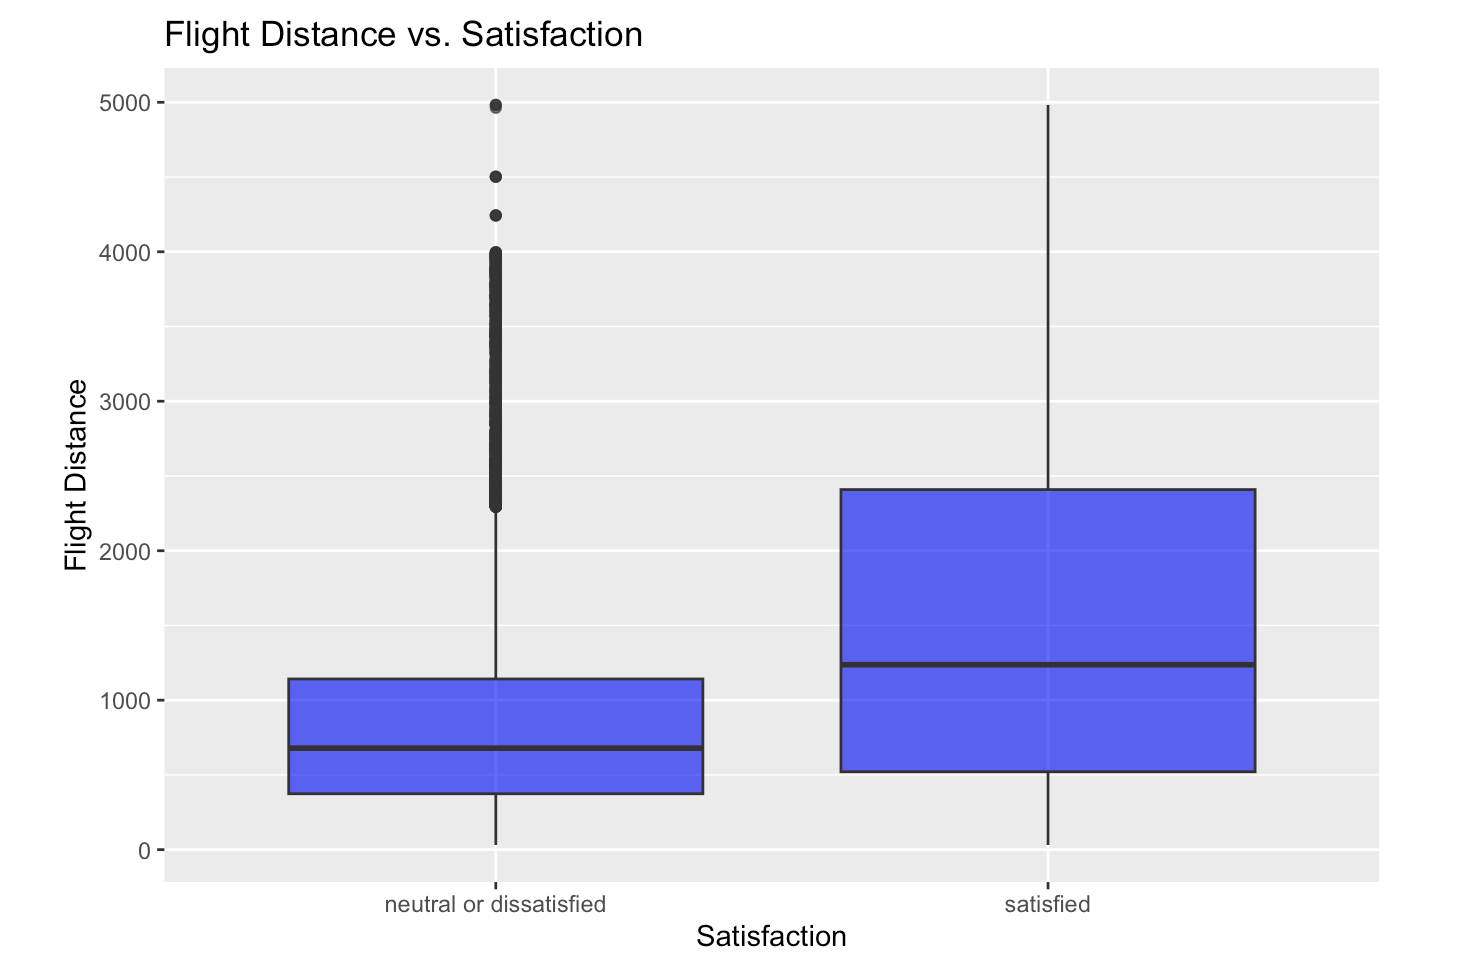 Flight Distance vs. Satisfaction
Flight Distance
5000
4000
3000
2000
1000
0
neutral or dissatisfied
satisfied
Satisfaction